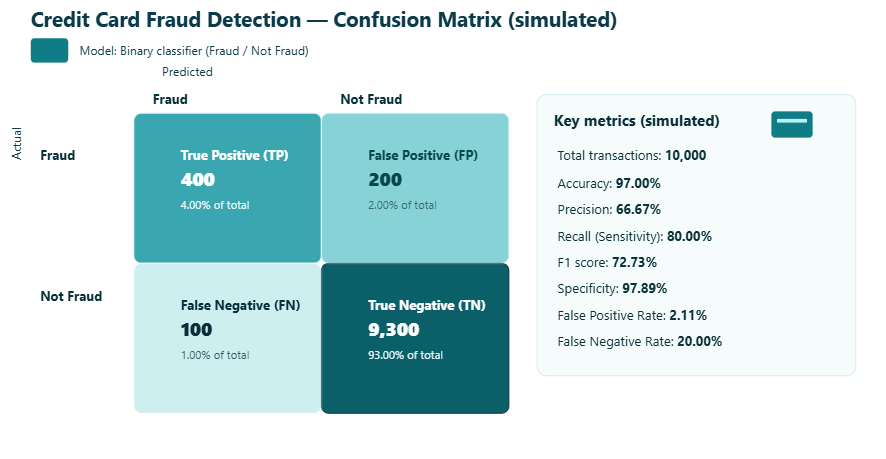 Credit Card Fraud Detection — Confusion Matrix (simulated)
Model: Binary classifier (Fraud / Not Fraud)
Predicted
Fraud
Not Fraud
Actual
Fraud
True Positive (TP)
400
4.00% of total
False Positive (FP)
200
2.00% of total
Not Fraud
False Negative (FN)
100
1.00% of total
True Negative (TN)
9,300
93.00% of total
Key metrics (simulated)
Total transactions: 10,000
Accuracy: 97.00%
Precision: 66.67%
Recall (Sensitivity): 80.00%
F1 score: 72.73%
Specificity: 97.89%
False Positive Rate: 2.11%
False Negative Rate: 20.00%